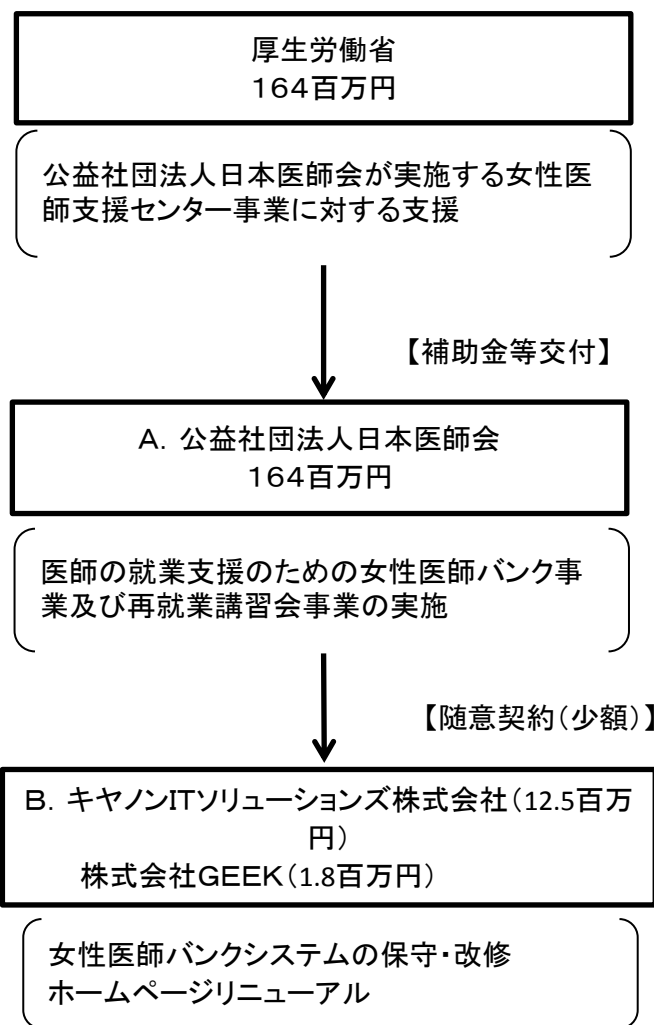 厚生労働省
164百万円
公益社団法人日本医師会が実施する女性医
師支援センター事業に対する支援
【補助金等交付】
A．公益社団法人日本医師会
164百万円
医師の就業支援のための女性医師バンク事
業及び再就業講習会事業の実施
【随意契約（少額）】
B．キヤノンITソリューションズ株式会社（12.5百万
円）
株式会社GEEK（1.8百万円）
女性医師バンクシステムの保守・改修
ホームページリニューアル